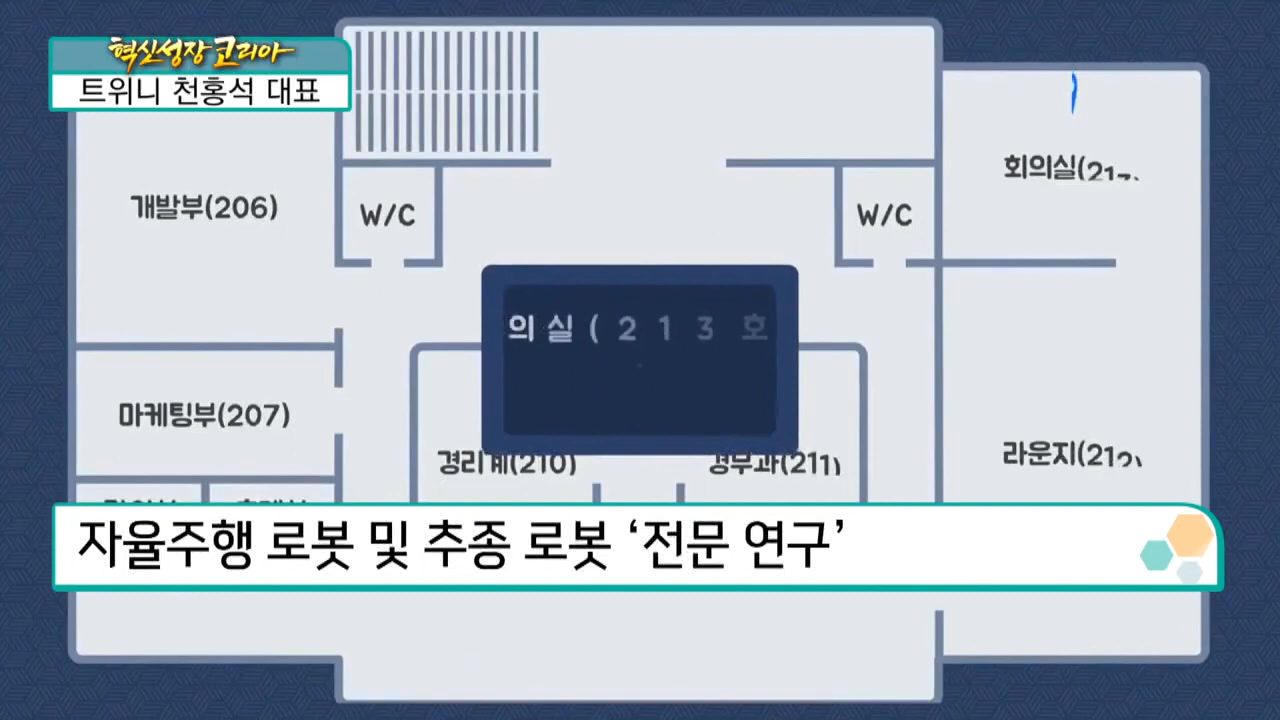 혁신성장 코리아
트위니 천홍석 대표
개발부(206)
W/C
W/C
회의실(213)
의실(213호
마케팅부(207)
경리계(210)
라운지(212)
자율주행 로봇 및 추종 로봇 ‘전문 연구’